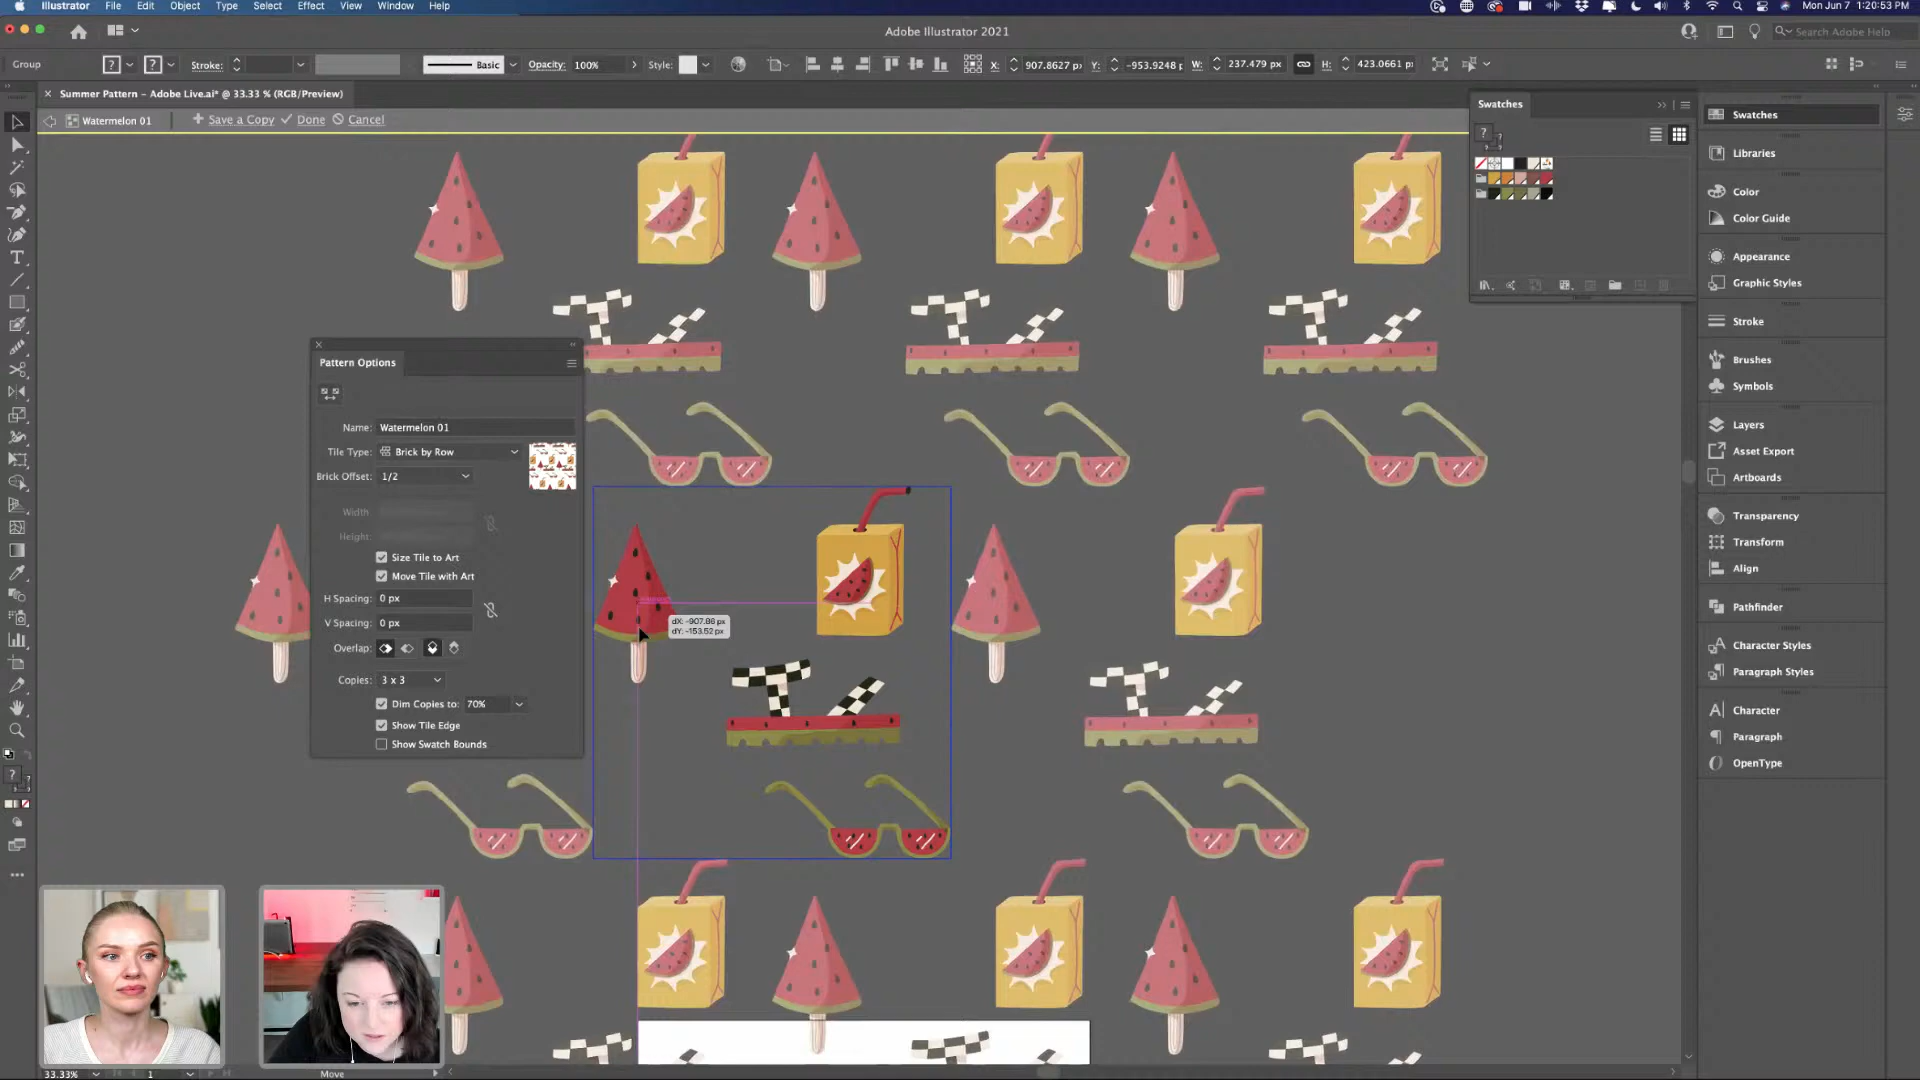 Illustrator File Edit Object Type Select Effect View Window Help
Mon Jun 7 1:20:53 PM
Adobe Illustrator 2021
Search Adobe Help
Group Stroke: Basic Opacity: 100% Style: X: 907.8627 px Y: -953.9248 p W: 237.479 px H: 423.0661 p
Summer Pattern – Adobe Live.ai* @ 33.33 % (RGB/Preview)
Watermelon 01 Save a Copy Done Cancel
Swatches
Swatches
Libraries
Color
Color Guide
Appearance
Graphic Styles
Stroke
Brushes
Symbols
Layers
Asset Export
Artboards
Transparency
Transform
Align
Pathfinder
Character Styles
Paragraph Styles
Character
Paragraph
OpenType
Pattern Options
Name: Watermelon 01
Tile Type: Brick by Row
Brick Offset: 1/2
Width
Height:
Size Tile to Art
Move Tile with Art
H Spacing: 0 px
V Spacing: 0 px
Overlap:
Copies: 3 x 3
Dim Copies to: 70%
Show Tile Edge
Show Swatch Bounds
dX: -907.86 px
dY: -153.52 px
33.33% 1 Move